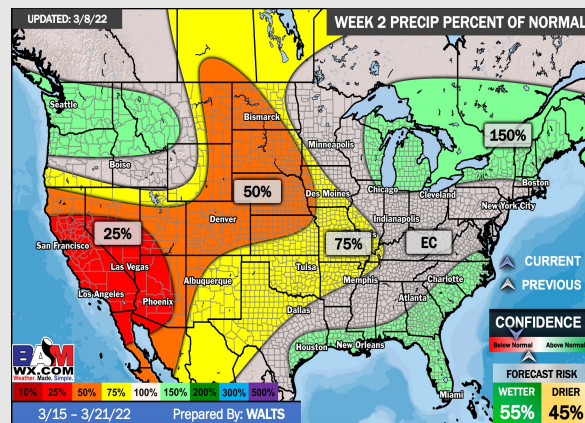 UPDATED: 3/8/22
WEEK 2 PRECIP PERCENT OF NORMAL
Seattle
Bismarck
Minneapolis
150%
Boise
Boston
50%
Des Moines
Chicago
Cleveland
New York City
Denver
Indianapolis
25%
75%
EC
San Francisco
Las Vegas
CURRENT
Tulsa
Charlotte
Los Angeles
Phoenix
Albuquerque
Memphis
PREVIOUS
Atlanta
Dallas
CONFIDENCE
Below Normal Above Normal
Houston
New Orleans
BAM
WX.COM
Weather. Made. Simple.
FORECAST RISK
10% 25% 50% 75% 100% 150% 200% 300% 500%
Miami
WETTER DRIER
55% 45%
3/15 – 3/21/22 Prepared By: WALTS